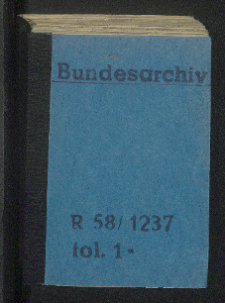 Bundesarchiv
R 58/1237
fol. 1-